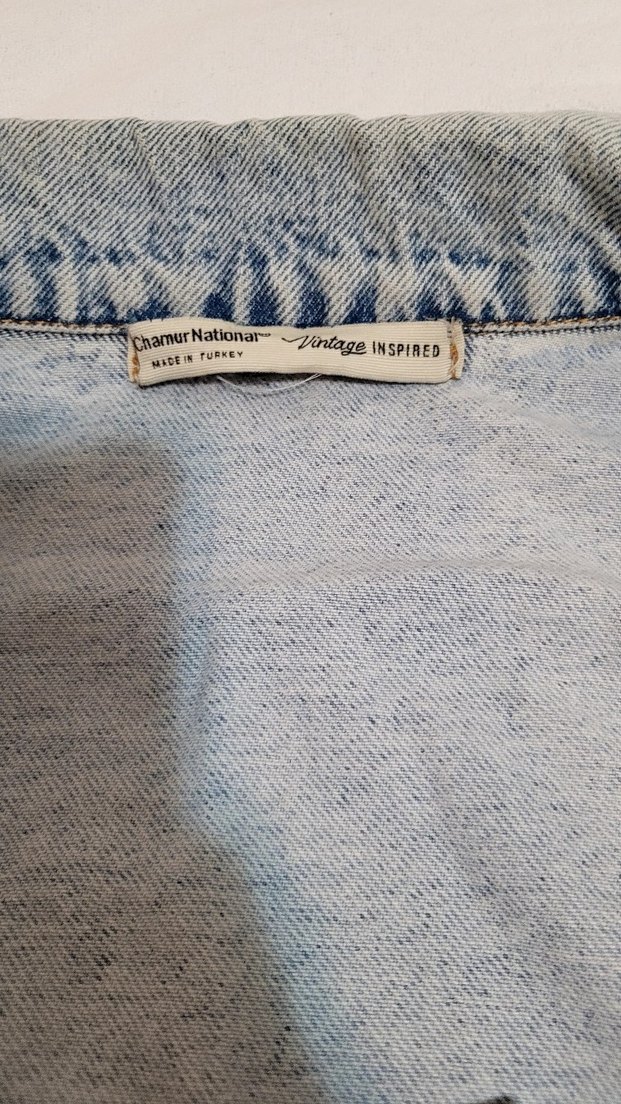 Chamur National® Vintage INSPIRED
MADE IN TURKEY